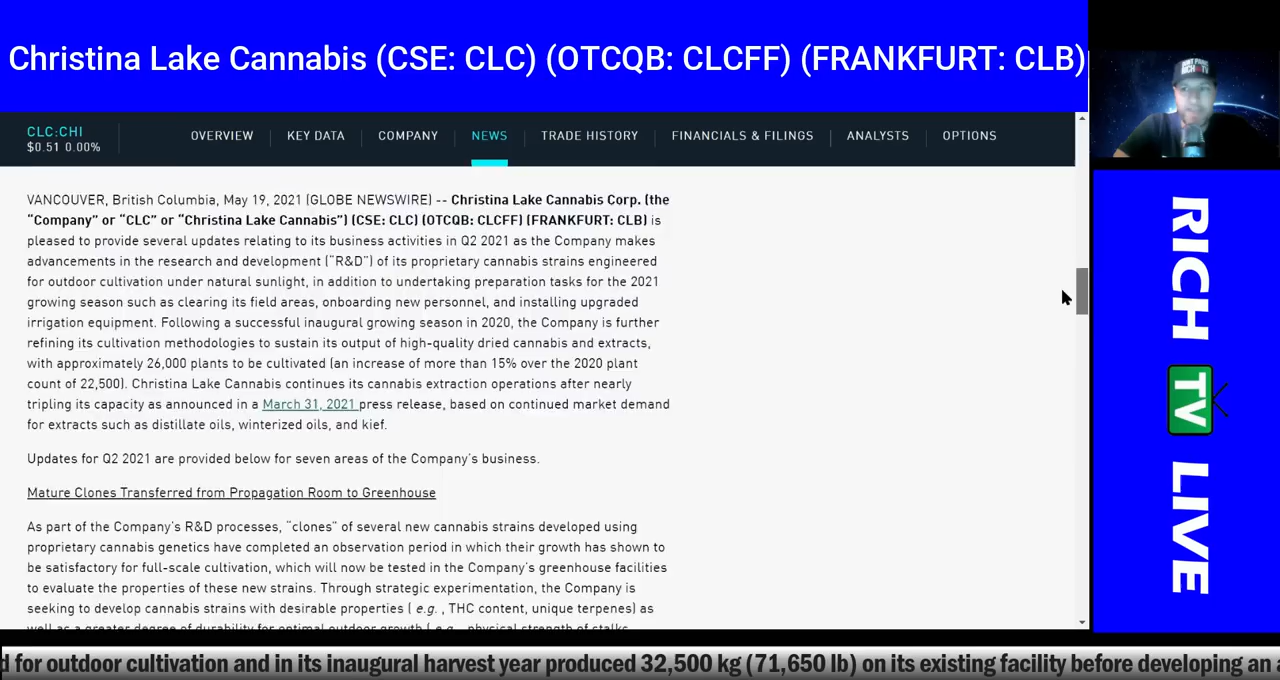 Christina Lake Cannabis (CSE: CLC) (OTCQB: CLCFF) (FRANKFURT: CLB)
CLC:CHI
$0.51 0.00%
OVERVIEW
KEY DATA
COMPANY
NEWS
TRADE HISTORY
FINANCIALS & FILINGS
ANALYSTS
OPTIONS
VANCOUVER, British Columbia, May 19, 2021 (GLOBE NEWSWIRE) -- Christina Lake Cannabis Corp. (the
“Company” or “CLC” or “Christina Lake Cannabis”) (CSE: CLC) (OTCQB: CLCFF) (FRANKFURT: CLB) is
pleased to provide several updates relating to its business activities in Q2 2021 as the Company makes
advancements in the research and development (“R&D”) of its proprietary cannabis strains engineered
for outdoor cultivation under natural sunlight, in addition to undertaking preparation tasks for the 2021
growing season such as clearing its field areas, onboarding new personnel, and installing upgraded
irrigation equipment. Following a successful inaugural growing season in 2020, the Company is further
refining its cultivation methodologies to sustain its output of high-quality dried cannabis and extracts,
with approximately 26,000 plants to be cultivated (an increase of more than 15% over the 2020 plant
count of 22,500). Christina Lake Cannabis continues its cannabis extraction operations after nearly
tripling its capacity as announced in a March 31, 2021 press release, based on continued market demand
for extracts such as distillate oils, winterized oils, and kief.
Updates for Q2 2021 are provided below for seven areas of the Company’s business.
Mature Clones Transferred from Propagation Room to Greenhouse
As part of the Company’s R&D processes, “clones” of several new cannabis strains developed using
proprietary cannabis genetics have completed an observation period in which their growth has shown to
be satisfactory for full-scale cultivation, which will now be tested in the Company’s greenhouse facilities
to evaluate the properties of these new strains. Through strategic experimentation, the Company is
seeking to develop cannabis strains with desirable properties ( e.g. , THC content, unique terpenes) as
well as a greater degree of durability for optimal outdoor growth ( e.g., physical strength of stalks,
RICH TV LIVE
RICH TV
d for outdoor cultivation and in its inaugural harvest year produced 32,500 kg (71,650 lb) on its existing facility before developing an a